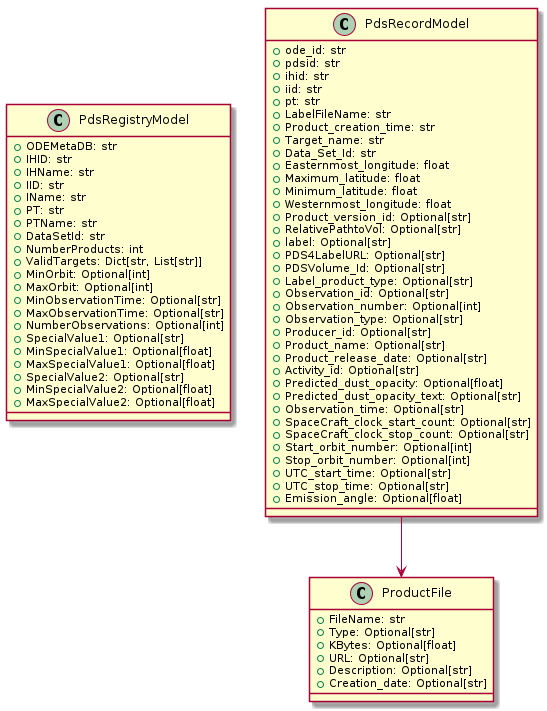 C PdsRegistryModel
ODEMetaDB: str
IHID: str
IHName: str
IID: str
IName: str
PT: str
PTName: str
DataSetId: str
NumberProducts: int
ValidTargets: Dict[str, List[str]]
MinOrbit: Optional[int]
MaxOrbit: Optional[int]
MinObservationTime: Optional[str]
MaxObservationTime: Optional[str]
NumberObservations: Optional[int]
SpecialValue1: Optional[str]
MinSpecialValue1: Optional[float]
MaxSpecialValue1: Optional[float]
SpecialValue2: Optional[str]
MinSpecialValue2: Optional[float]
MaxSpecialValue2: Optional[float]
C PdsRecordModel
ode_id: str
pdsid: str
ihid: str
iid: str
pt: str
LabelFileName: str
Product_creation_time: str
Target_name: str
Data_Set_Id: str
Easternmost_longitude: float
Maximum_latitude: float
Minimum_latitude: float
Westernmost_longitude: float
Product_version_id: Optional[str]
RelativePathtoVol: Optional[str]
label: Optional[str]
PDS4LabelURL: Optional[str]
PDSVolume_Id: Optional[str]
Label_product_type: Optional[str]
Observation_id: Optional[str]
Observation_number: Optional[int]
Observation_type: Optional[str]
Producer_id: Optional[str]
Product_name: Optional[str]
Product_release_date: Optional[str]
Activity_id: Optional[str]
Predicted_dust_opacity: Optional[float]
Predicted_dust_opacity_text: Optional[str]
Observation_time: Optional[str]
SpaceCraft_clock_start_count: Optional[str]
SpaceCraft_clock_stop_count: Optional[str]
Start_orbit_number: Optional[int]
Stop_orbit_number: Optional[int]
UTC_start_time: Optional[str]
UTC_stop_time: Optional[str]
Emission_angle: Optional[float]
C ProductFile
FileName: str
Type: Optional[str]
KBytes: Optional[float]
URL: Optional[str]
Description: Optional[str]
Creation_date: Optional[str]